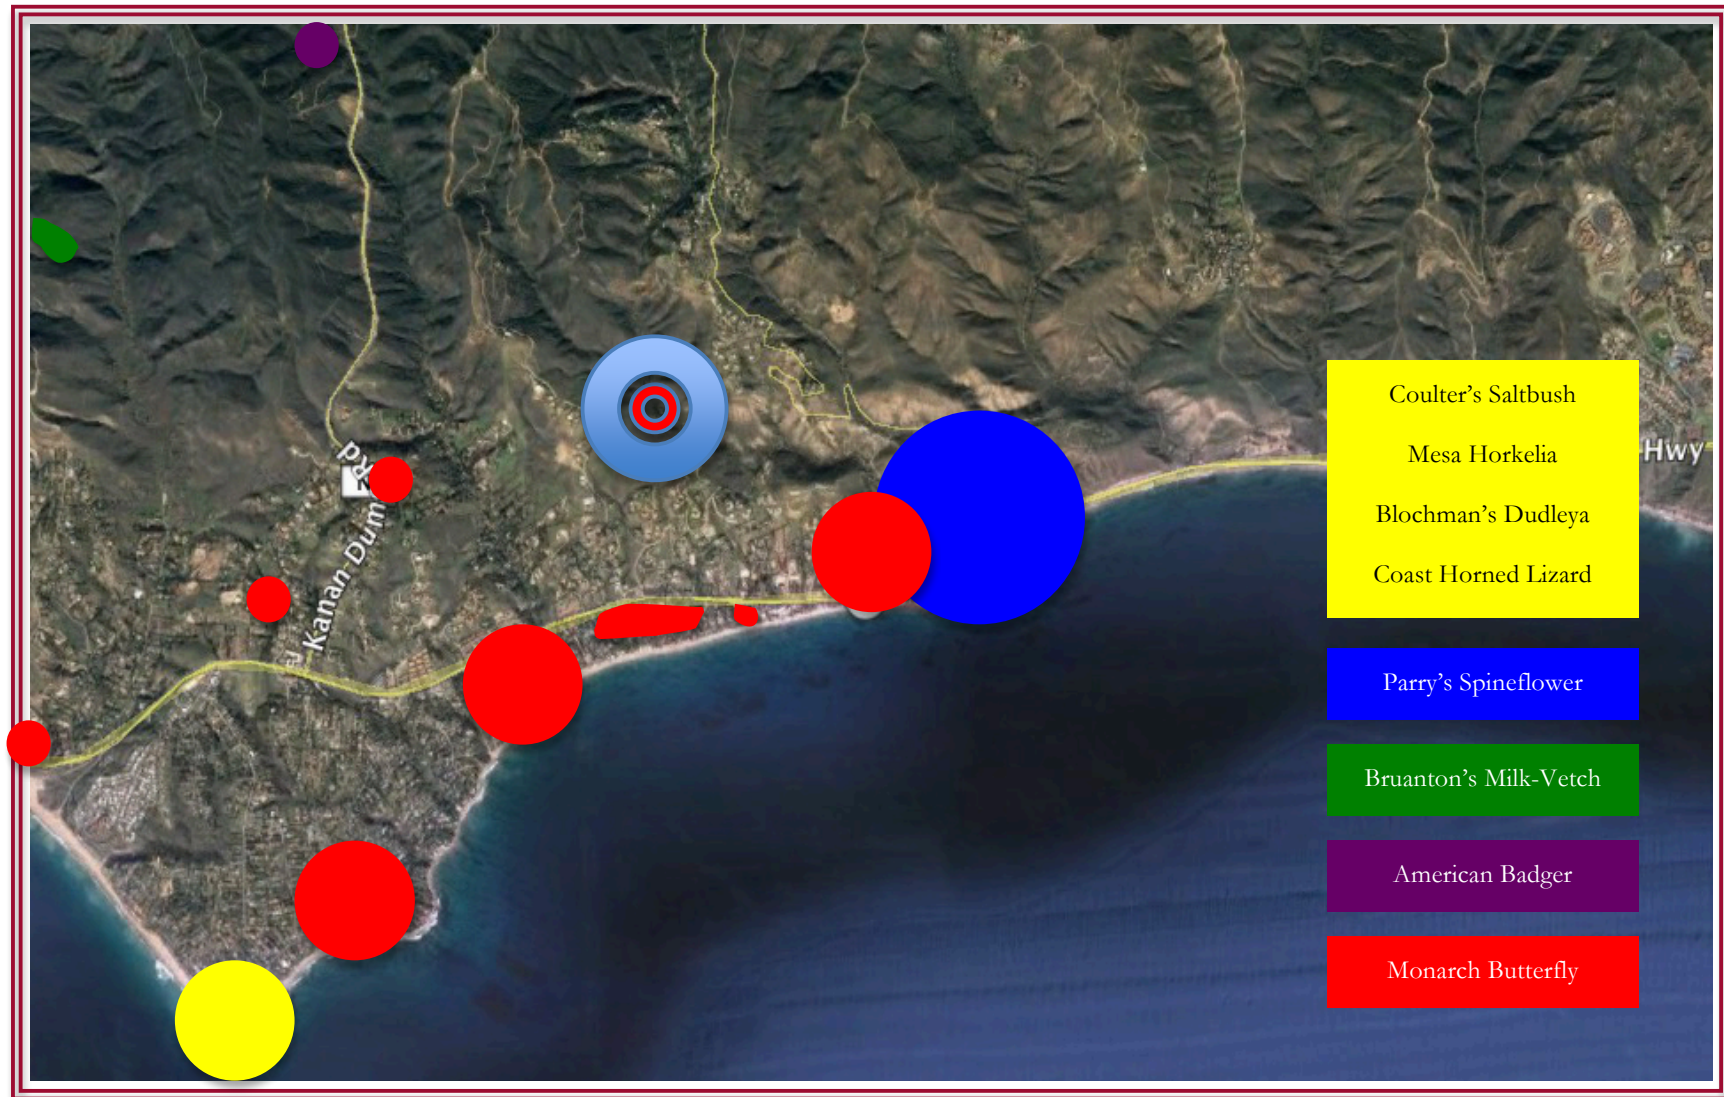 Coulter’s Saltbush
Mesa Horkelia
Blochman’s Dudleya
Coast Horned Lizard
Hwy
Rd
Kanan-Dum
Parry’s Spineflower
Bruanton’s Milk-Vetch
American Badger
Monarch Butterfly